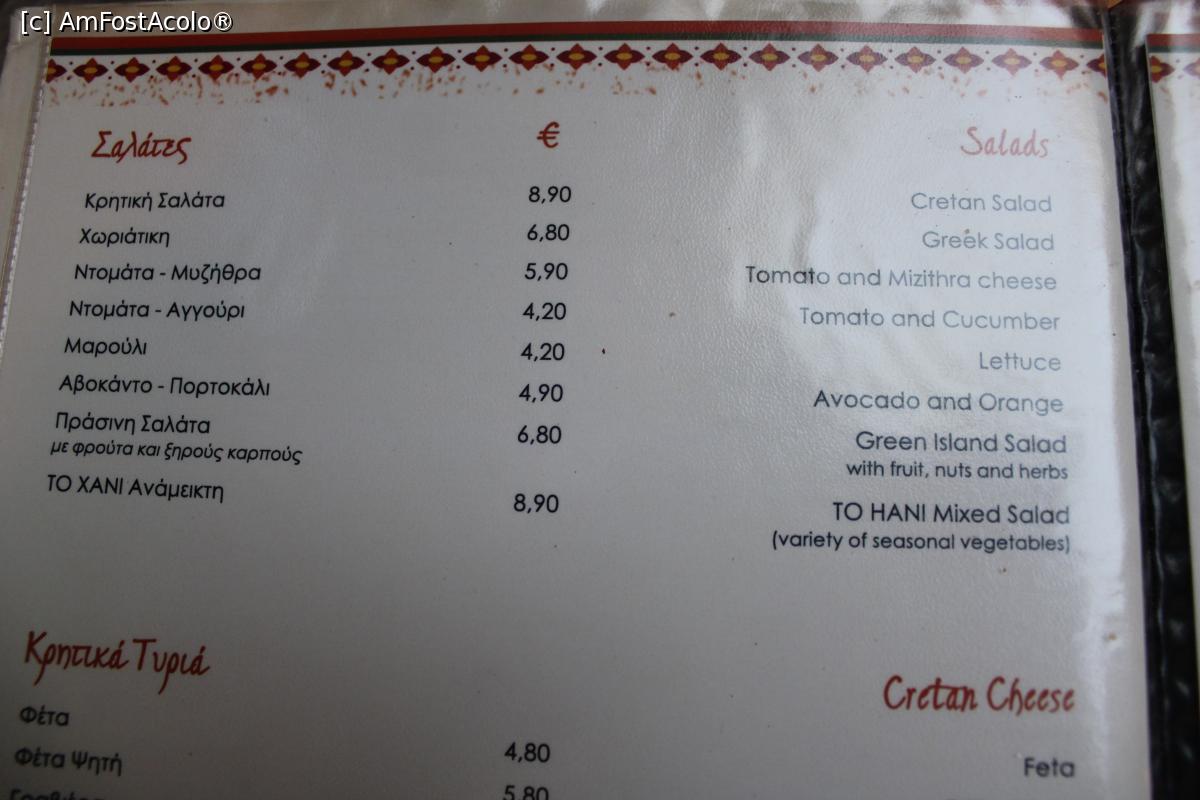 [c] AmFostAcolo®
Σαλάτες € Salads
Κρητική Σαλάτα 8,90 Cretan Salad
Χωριάτικη 6,80 Greek Salad
Ντομάτα - Μυζήθρα 5,90 Tomato and Mizithra cheese
Ντομάτα - Αγγούρι 4,20 Tomato and Cucumber
Μαρούλι 4,20 Lettuce
Αβοκάντο - Πορτοκάλι 4,90 Avocado and Orange
Πράσινη Σαλάτα 6,80 Green Island Salad
με φρούτα και ξηρούς καρπούς with fruit, nuts and herbs
ΤΟ ΧΑΝΙ Ανάμεικτη 8,90 TO HANI Mixed Salad
(variety of seasonal vegetables)
Κρητικά Τυριά Cretan Cheese
Φέτα 4,80 Feta
Φέτα Ψητή 5,80